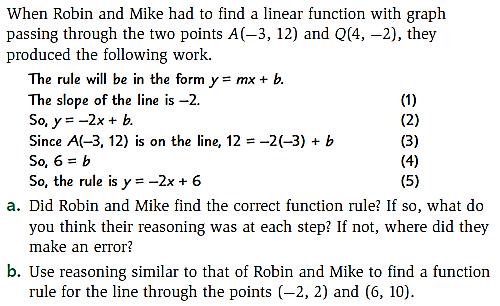 When Robin and Mike had to find a linear function with graph
passing through the two points A(−3, 12) and Q(4, −2), they
produced the following work.
The rule will be in the form y = mx + b.
The slope of the line is −2. (1)
So, y = −2x + b. (2)
Since A(−3, 12) is on the line, 12 = −2(−3) + b (3)
So, 6 = b (4)
So, the rule is y = −2x + 6 (5)
a. Did Robin and Mike find the correct function rule? If so, what do
you think their reasoning was at each step? If not, where did they
make an error?
b. Use reasoning similar to that of Robin and Mike to find a function
rule for the line through the points (−2, 2) and (6, 10).